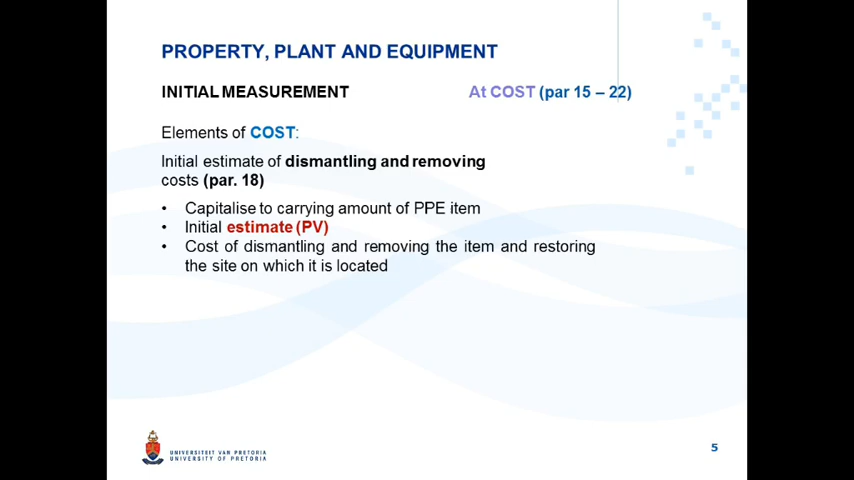 PROPERTY, PLANT AND EQUIPMENT
INITIAL MEASUREMENT At COST (par 15 – 22)
Elements of COST:
Initial estimate of dismantling and removing
costs (par. 18)
• Capitalise to carrying amount of PPE item
• Initial estimate (PV)
• Cost of dismantling and removing the item and restoring
the site on which it is located
UNIVERSITEIT VAN PRETORIA
UNIVERSITY OF PRETORIA
5